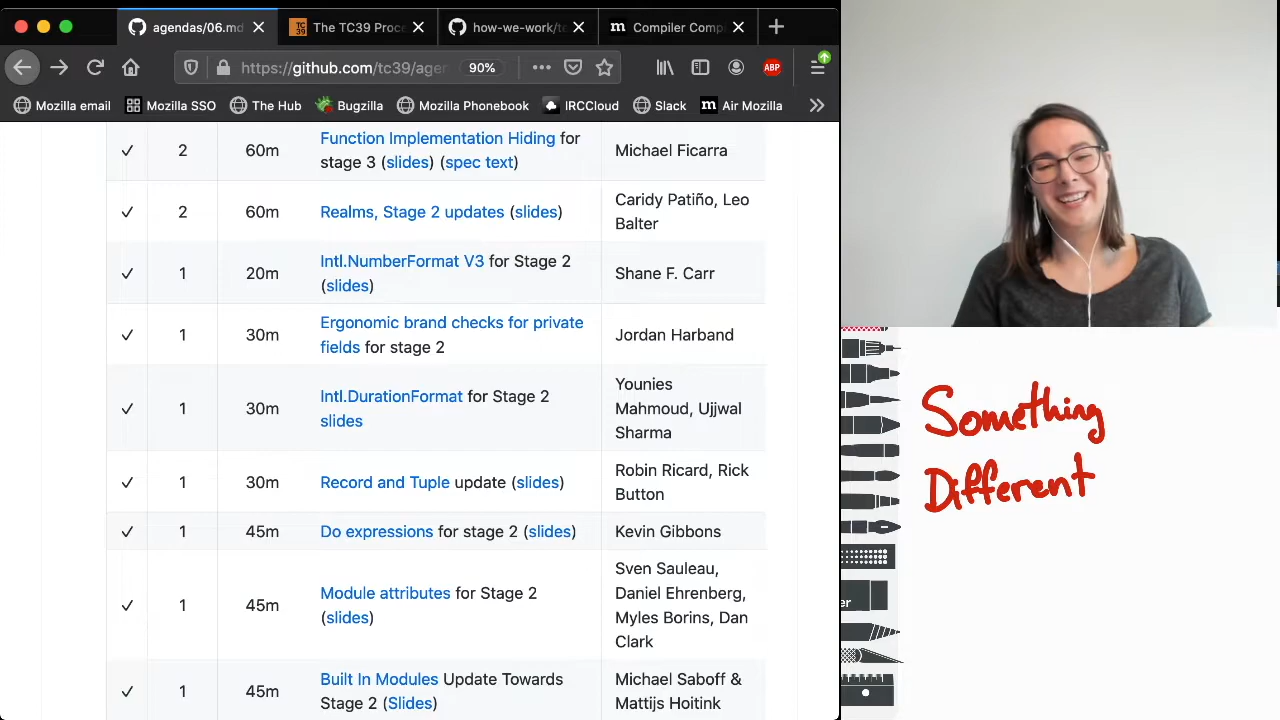 agendas/06.md
TC
39
The TC39 Proc
how-we-work/te
m
Compiler Comp
https://github.com/tc39/agen
90%
ABP
Mozilla email
Mozilla SSO
The Hub
Bugzilla
Mozilla Phonebook
IRCCloud
Slack
m
Air Mozilla
✓ 2 60m Function Implementation Hiding for
stage 3 (slides) (spec text)
Michael Ficarra
✓ 2 60m Realms, Stage 2 updates (slides)
Caridy Patiño, Leo
Balter
✓ 1 20m Intl.NumberFormat V3 for Stage 2
(slides)
Shane F. Carr
✓ 1 30m Ergonomic brand checks for private
fields for stage 2
Jordan Harband
✓ 1 30m Intl.DurationFormat for Stage 2
slides
Younies
Mahmoud, Ujjwal
Sharma
✓ 1 30m Record and Tuple update (slides)
Robin Ricard, Rick
Button
✓ 1 45m Do expressions for stage 2 (slides)
Kevin Gibbons
✓ 1 45m Module attributes for Stage 2
(slides)
Sven Sauleau,
Daniel Ehrenberg,
Myles Borins, Dan
Clark
✓ 1 45m Built In Modules Update Towards
Stage 2 (Slides)
Michael Saboff &
Mattijs Hoitink
Something
Different
er